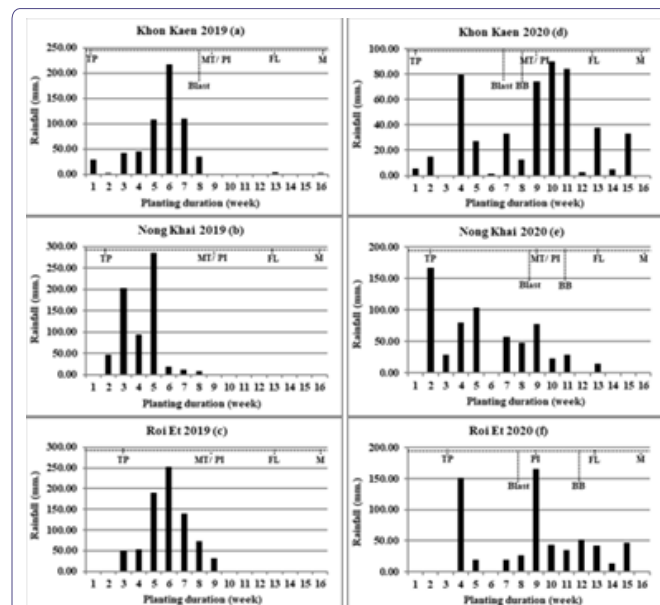 Khon Kaen 2019 (a)
Rainfall (mm.)
250.00
200.00
150.00
100.00
50.00
0.00
TP
MT/ PI
FL
M
Blast
1 2 3 4 5 6 7 8 9 10 11 12 13 14 15 16
Planting duration (week)
Khon Kaen 2020 (d)
Rainfall (mm.)
100.00
80.00
60.00
40.00
20.00
0.00
TP
MT/ PI
FL
M
Blast BB
1 2 3 4 5 6 7 8 9 10 11 12 13 14 15 16
Planting duration (week)
Nong Khai 2019 (b)
Rainfall (mm.)
300.00
250.00
200.00
150.00
100.00
50.00
0.00
TP
MT/ PI
FL
M
1 2 3 4 5 6 7 8 9 10 11 12 13 14 15 16
Planting duration (week)
Nong Khai 2020 (e)
Rainfall (mm.)
200.00
150.00
100.00
50.00
0.00
TP
MT/ PI
FL
M
Blast
BB
1 2 3 4 5 6 7 8 9 10 11 12 13 14 15 16
Planting duration (week)
Roi Et 2019 (c)
Rainfall (mm.)
300.00
250.00
200.00
150.00
100.00
50.00
0.00
TP
MT/ PI
FL
M
1 2 3 4 5 6 7 8 9 10 11 12 13 14 15 16
Planting duration (week)
Roi Et 2020 (f)
Rainfall (mm.)
200.00
150.00
100.00
50.00
0.00
TP
PI
FL
M
Blast
BB
1 2 3 4 5 6 7 8 9 10 11 12 13 14 15 16
Planting duration (week)